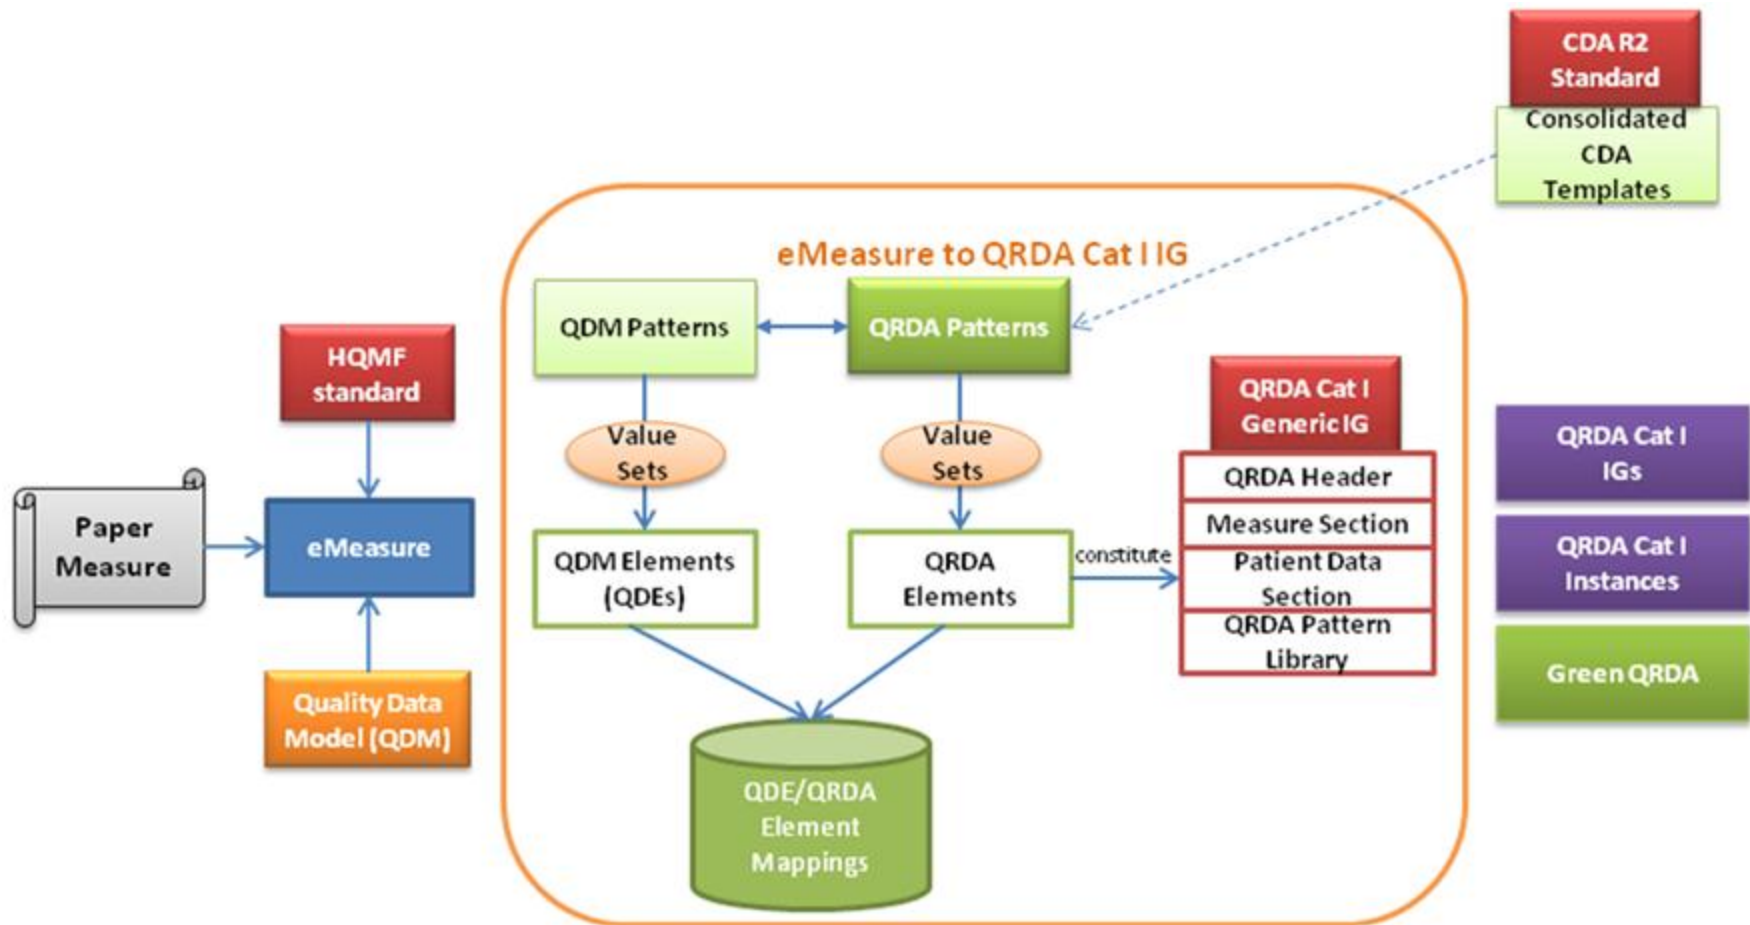 CDA R2
Standard
Consolidated
CDA
Templates
eMeasure to QRDA Cat I IG
QDM Patterns
QRDA Patterns
HQMF
standard
Value
Sets
Value
Sets
QRDA Cat I
Generic IG
QRDA Header
Measure Section
Patient Data
Section
QRDA Pattern
Library
QRDA Cat I
IGs
Paper
Measure
eMeasure
QDM Elements
(QDEs)
QRDA
Elements
constitute
QRDA Cat I
Instances
Quality Data
Model (QDM)
Green QRDA
QDE/QRDA
Element
Mappings